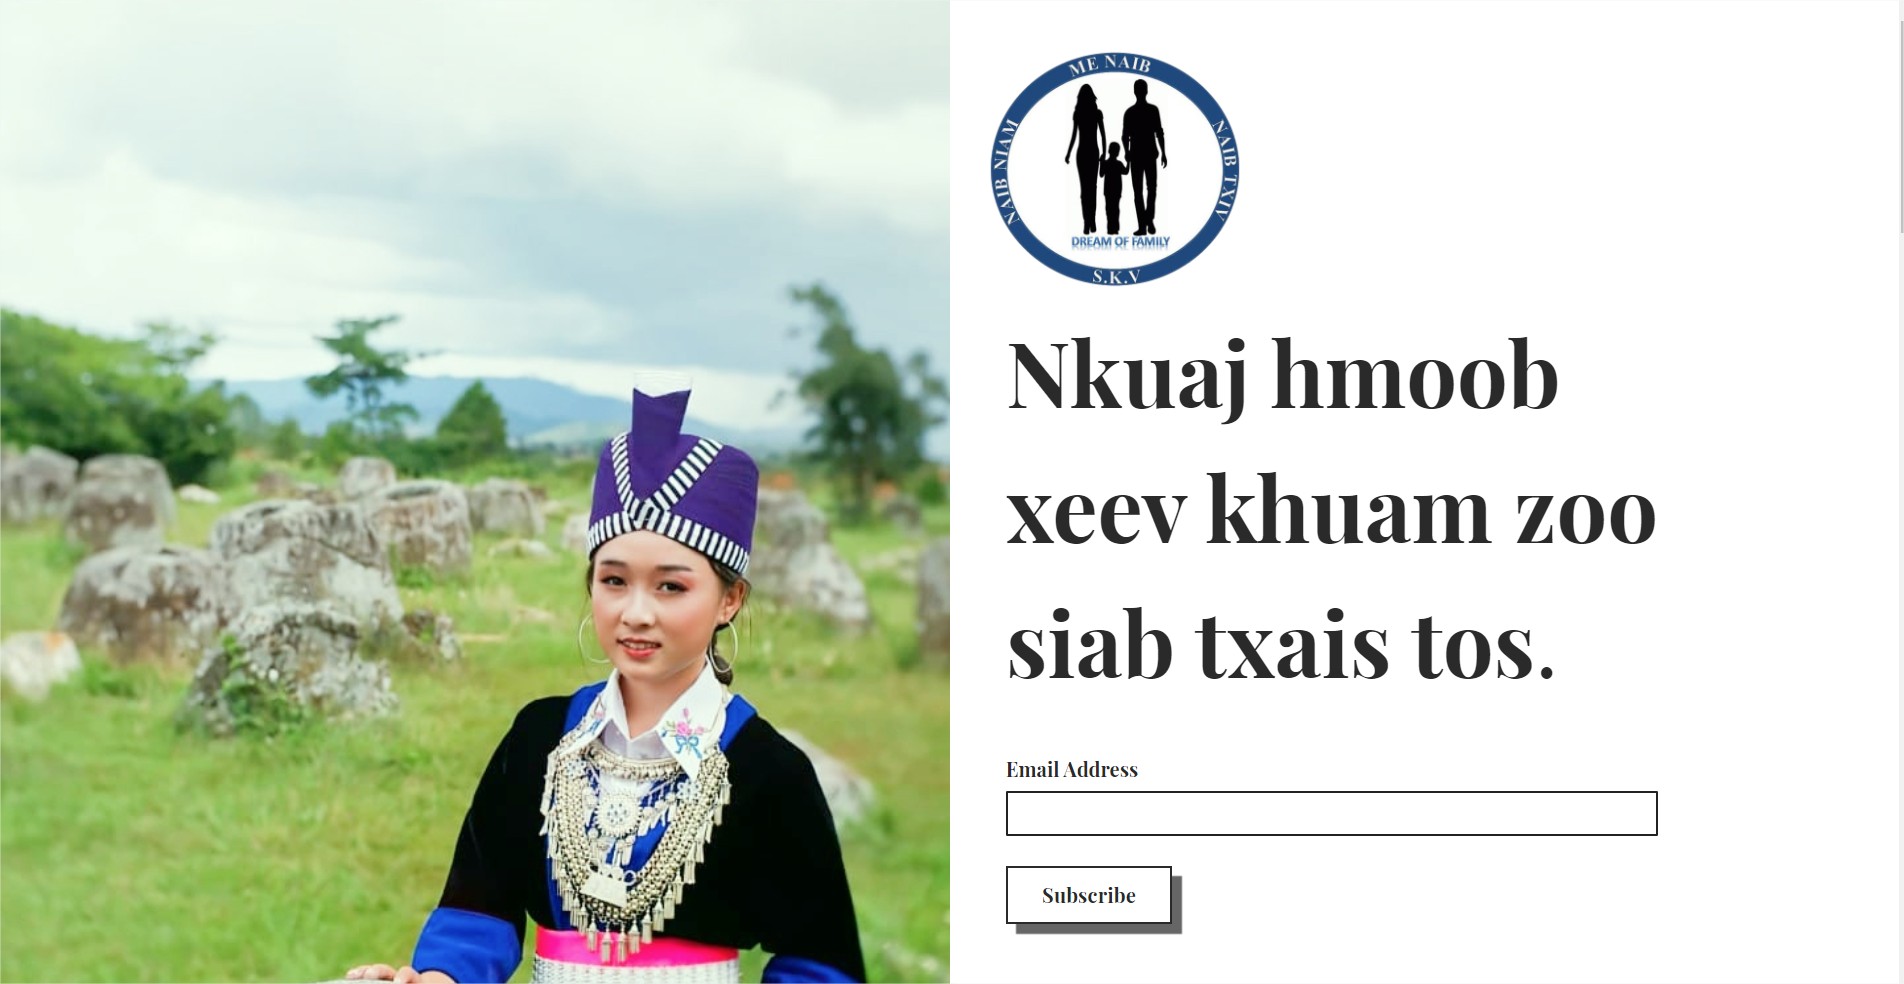 ME NAIB
NAIB NIAM
NAIB TXIV
DREAM OF FAMILY
S.K.V
Nkuaj hmoob
xeev khuam zoo
siab txais tos.
Email Address
Subscribe